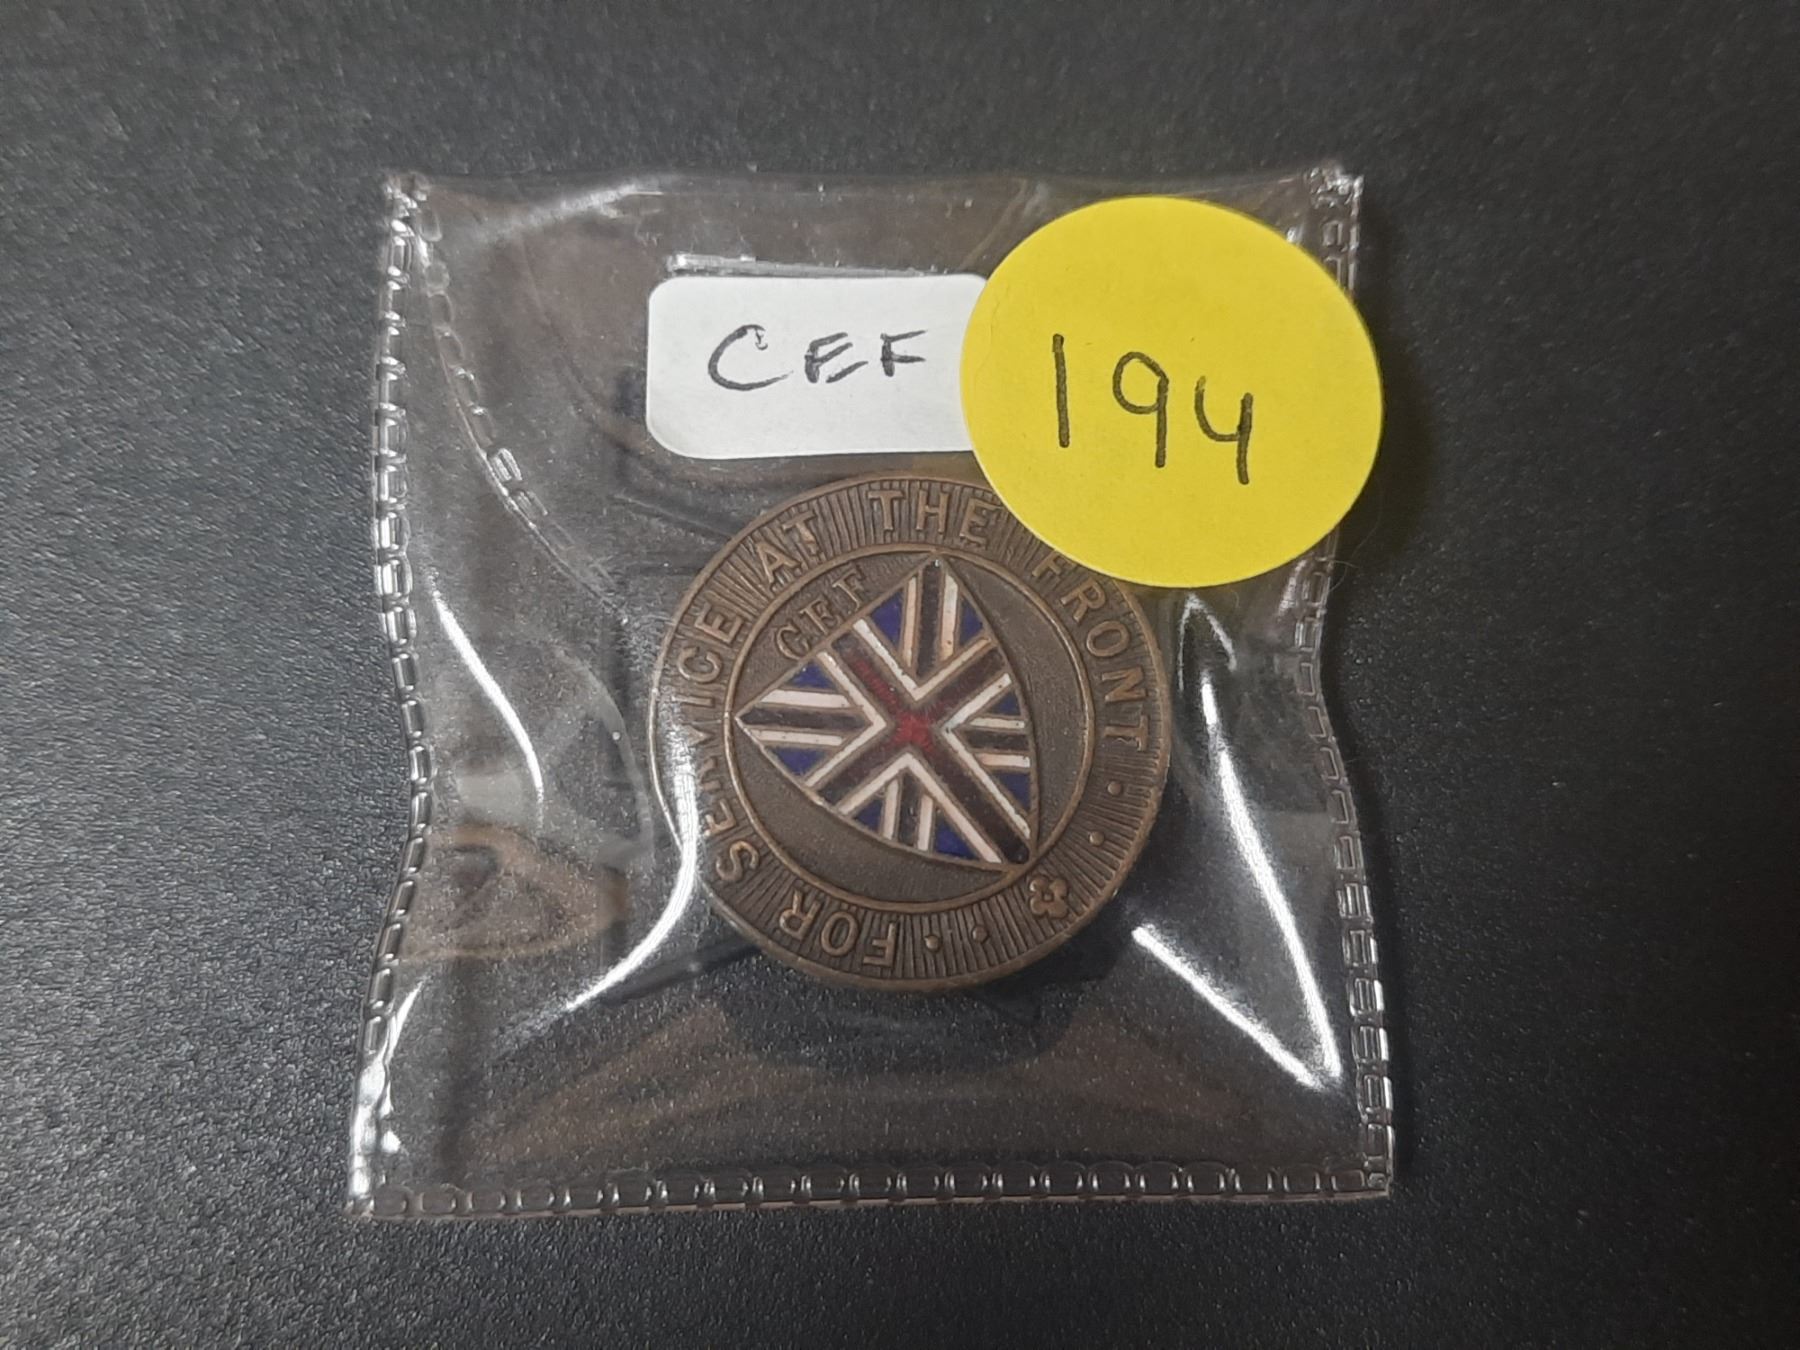 CEF
194
FOR SERVICE AT THE FRONT
CEF